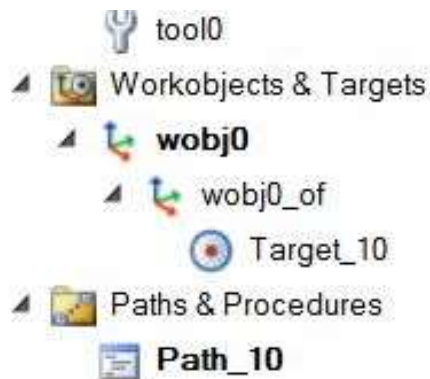 tool0
Workobjects & Targets
wobj0
wobj0_of
Target_10
Paths & Procedures
Path_10